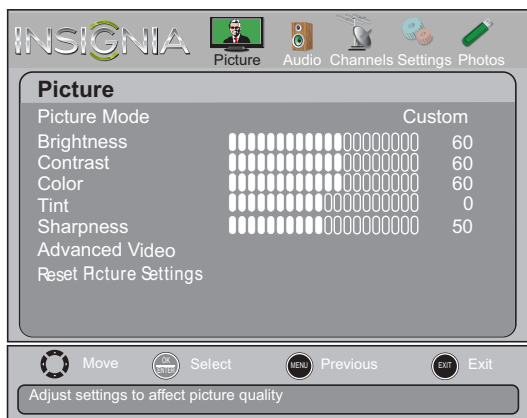 INSIGNIA
Picture Audio Channels Settings Photos
Picture
Picture Mode Custom
Brightness 60
Contrast 60
Color 60
Tint 0
Sharpness 50
Advanced Video
Reset Picture Settings
Move OK ENTER Select MENU Previous EXIT Exit
Adjust settings to affect picture quality